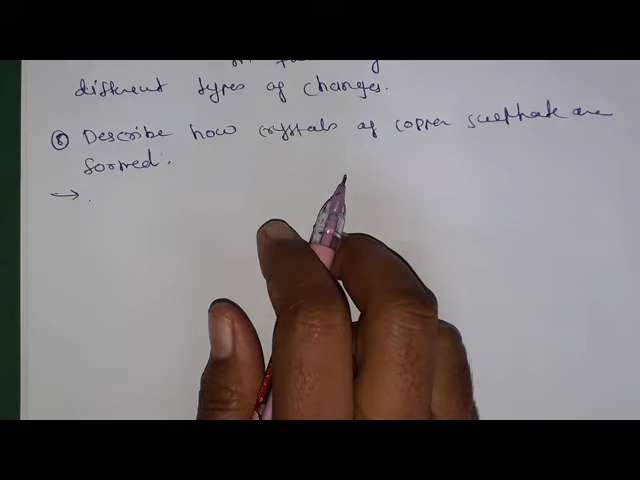 different types of changes.
⑧ Describe how crystals of copper sulphate are
formed.
→ .